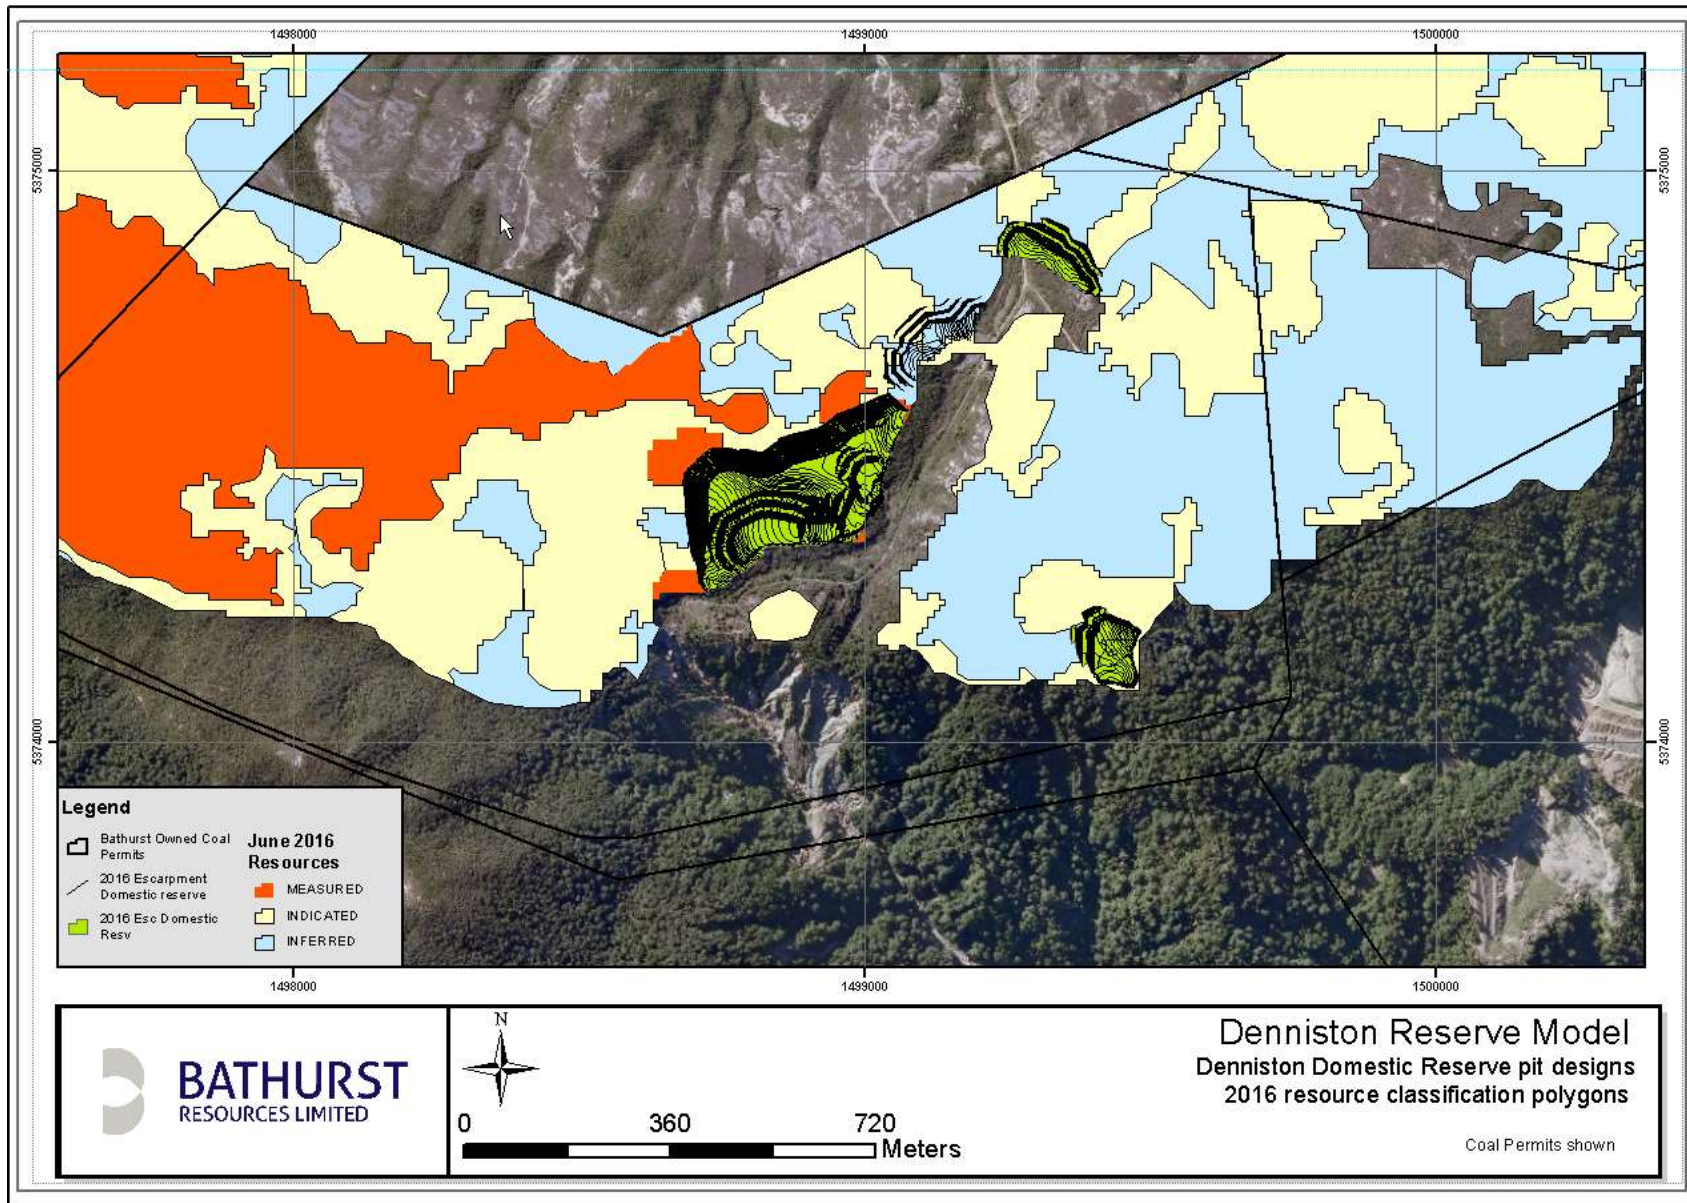 1498000
1499000
1500000
5375000
5375000
5374000
5374000
Legend
Bathurst Owned Coal
Permits
2016 Escarpment
Domestic reserve
2016 Esc Domestic
Resv
June 2016
Resources
MEASURED
INDICATED
INFERRED
1498000
1499000
1500000
BATHURST
RESOURCES LIMITED
N
0 360 720
Meters
Denniston Reserve Model
Denniston Domestic Reserve pit designs
2016 resource classification polygons
Coal Permits shown